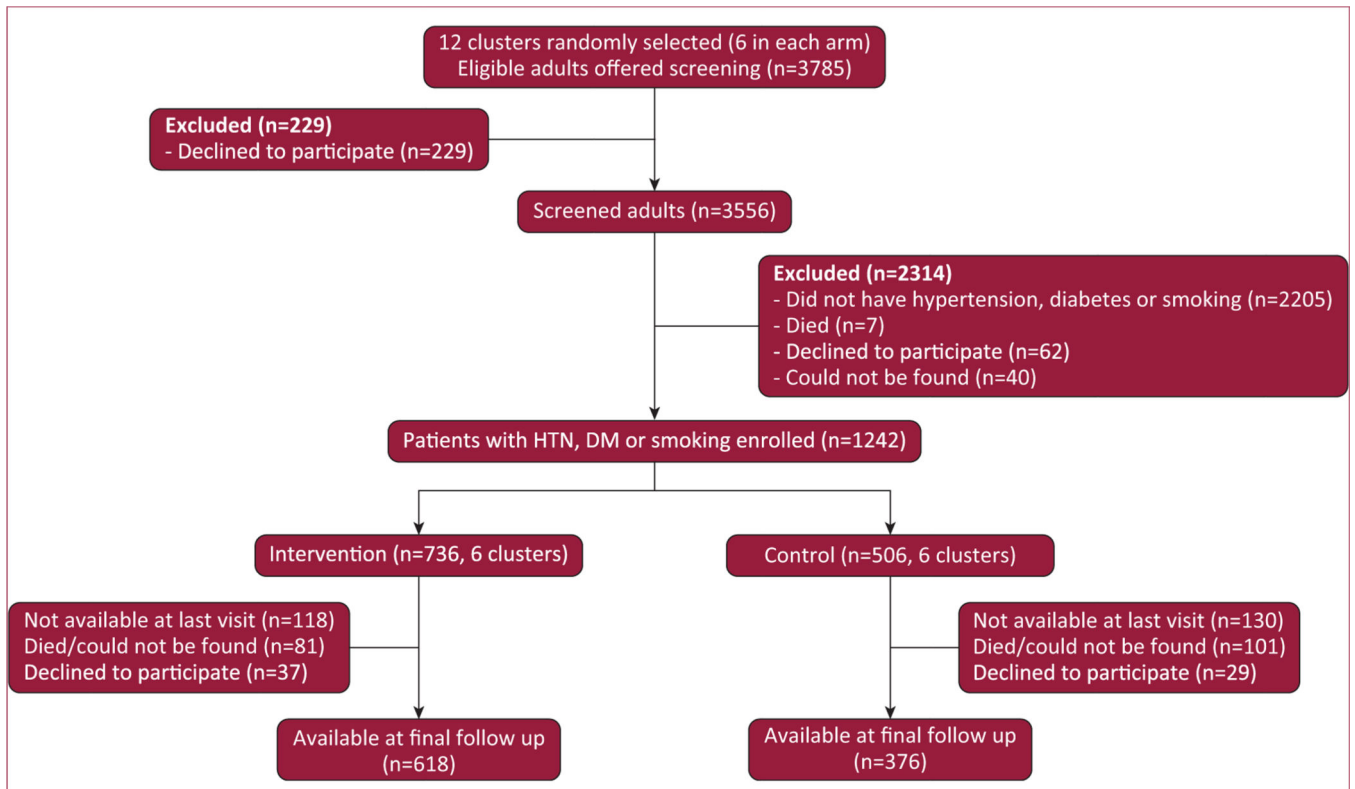 12 clusters randomly selected (6 in each arm)
Eligible adults offered screening (n=3785)
Excluded (n=229)
- Declined to participate (n=229)
Screened adults (n=3556)
Excluded (n=2314)
- Did not have hypertension, diabetes or smoking (n=2205)
- Died (n=7)
- Declined to participate (n=62)
- Could not be found (n=40)
Patients with HTN, DM or smoking enrolled (n=1242)
Intervention (n=736, 6 clusters)
Control (n=506, 6 clusters)
Not available at last visit (n=118)
Died/could not be found (n=81)
Declined to participate (n=37)
Not available at last visit (n=130)
Died/could not be found (n=101)
Declined to participate (n=29)
Available at final follow up
(n=618)
Available at final follow up
(n=376)